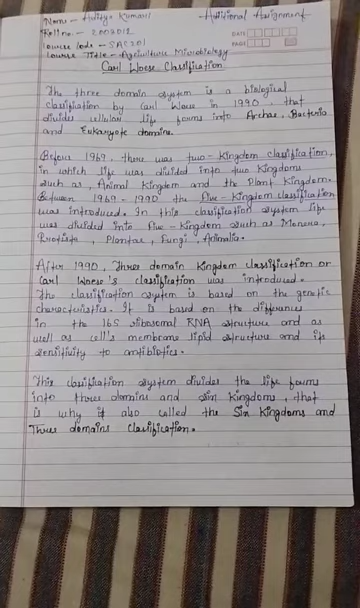 Name - Aditya Kumari Additional Assignment
Roll no. - 2009012
DATE
Course Code - SAC201
PAGE
Course Title - Agriculture Microbiology
Carl Woese Classification
The three domain system is a biological
classification by Carl Woese in 1990, that
divides cellular life forms into Archae, Bacteria
and Eukaryote domains.
Before 1969, there was two-Kingdom classification,
in which life was divided into two Kingdoms
such as, Animal Kingdom and the Plant Kingdom.
Between 1969-1990 the five-Kingdom classification
was introduced. In this classification system life
was divided into five-Kingdom such as Monera,
Protista, Plantae, Fungi, Animalia.
After 1990, Three domain Kingdom classification or
Carl Woese's classification was introduced.
The classification system is based on the genetic
characteristics. It is based on the differences
in the 16S ribosomal RNA structure and as
well as cell's membrane lipid structure and its
sensitivity to antibiotics.
This classification system divides the life forms
into three domains and six Kingdoms, that
is why it also called the Six Kingdoms and
Three domains Classification.